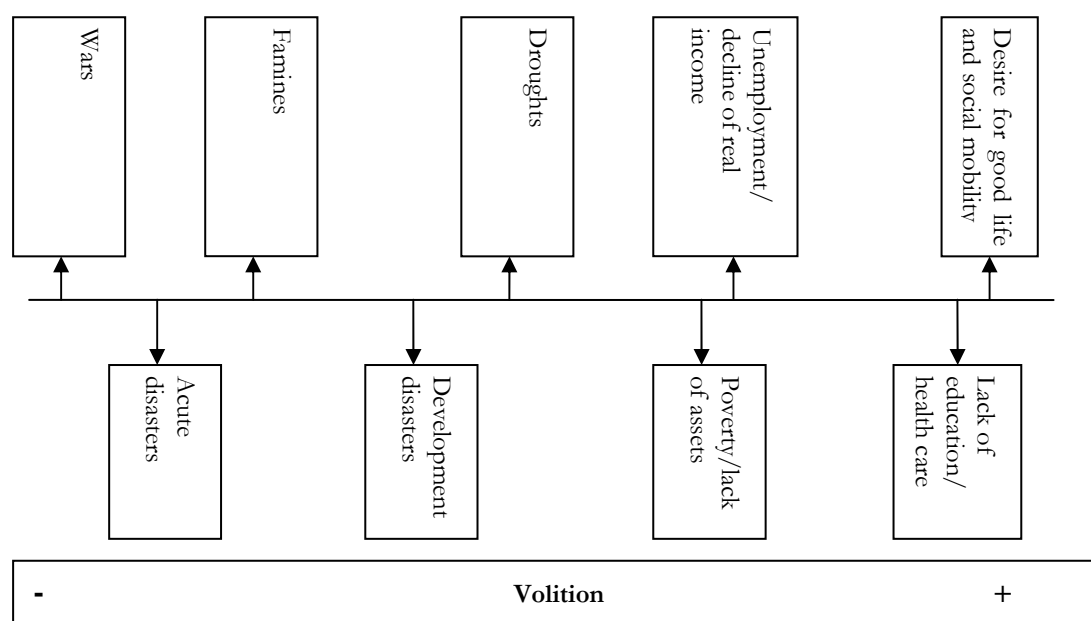 Wars
Famines
Droughts
Unemployment/
decline of real
income
Desire for good life
and social mobility
Acute
disasters
Development
disasters
Poverty/lack
of assets
Lack of
education/
health care
- Volition +